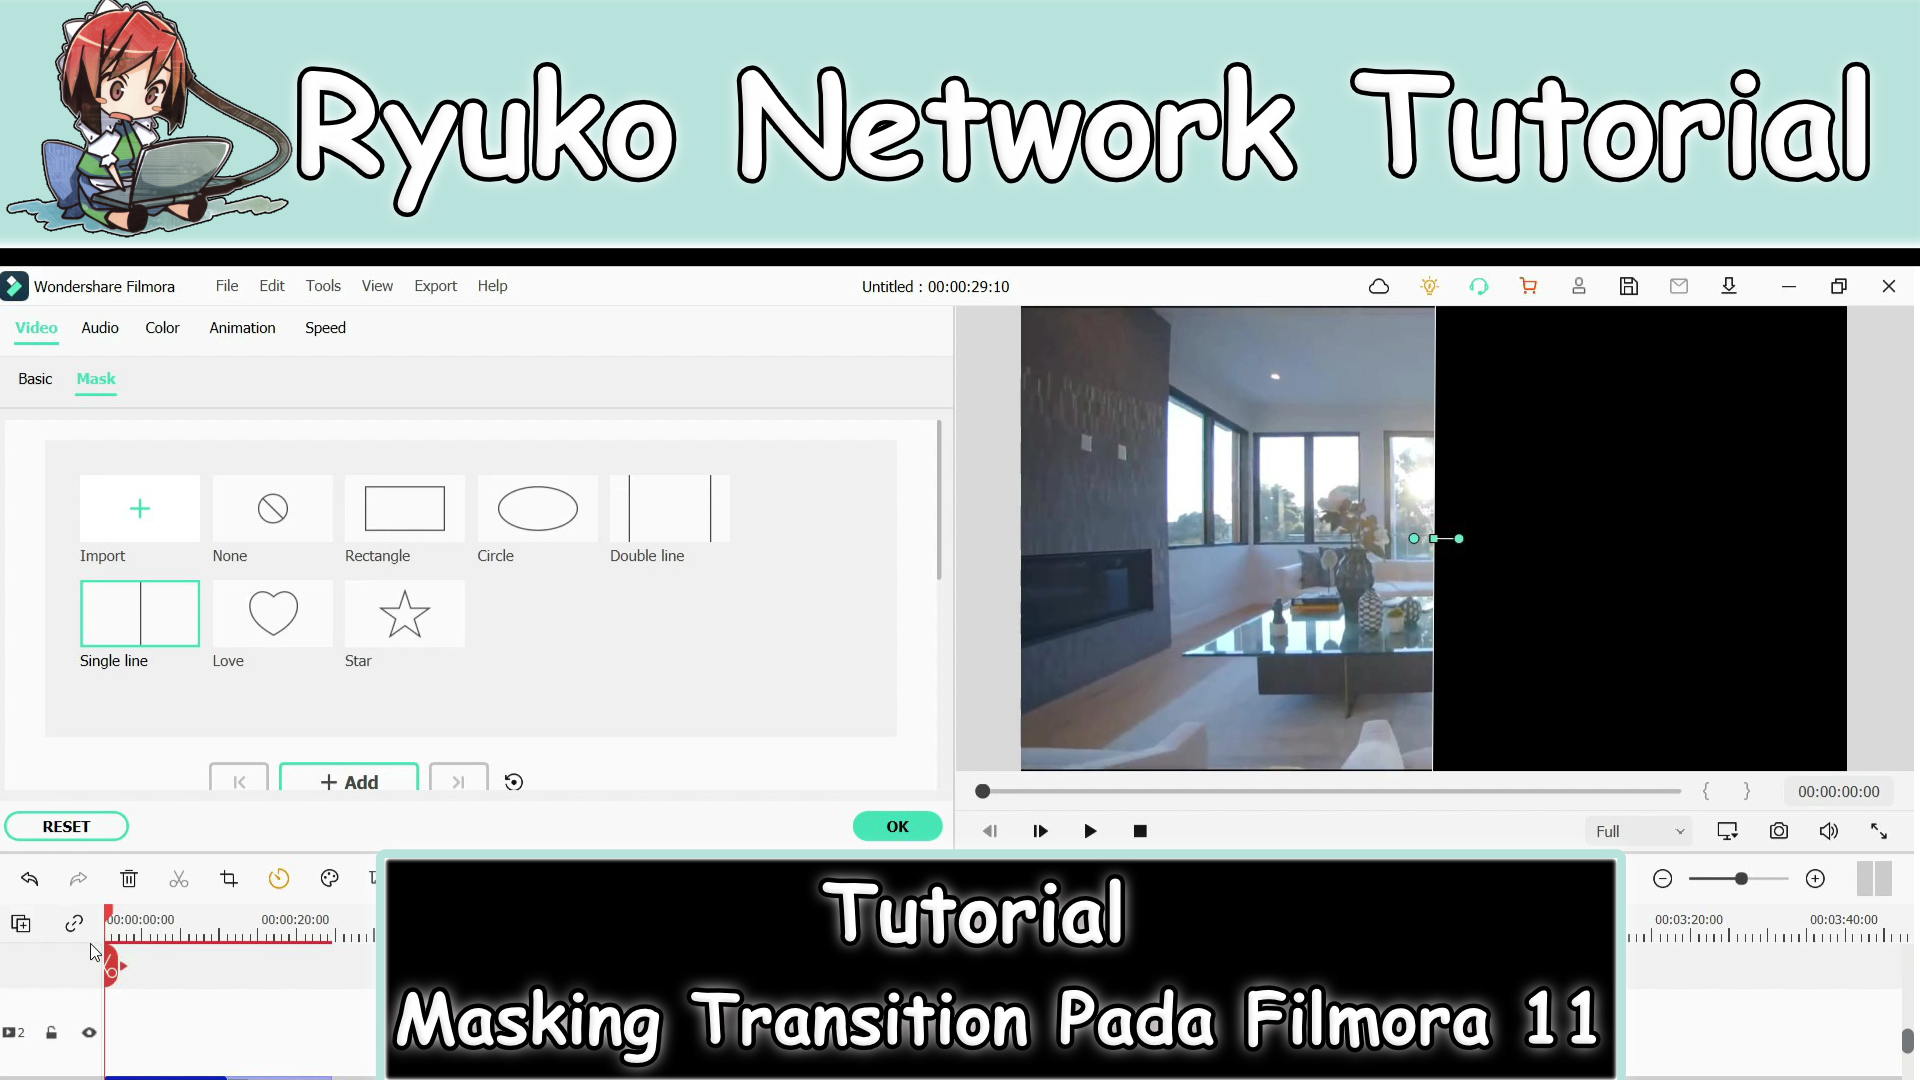 Ryuko Network Tutorial
Wondershare Filmora File Edit Tools View Export Help Untitled : 00:00:29:10
Video Audio Color Animation Speed
Basic Mask
Import None Rectangle Circle Double line
Single line Love Star
+ Add
RESET OK
00:00:00:00
Full
00:00:00:00 00:00:20:00 00:03:20:00 00:03:40:00
2
Tutorial
Masking Transition Pada Filmora 11